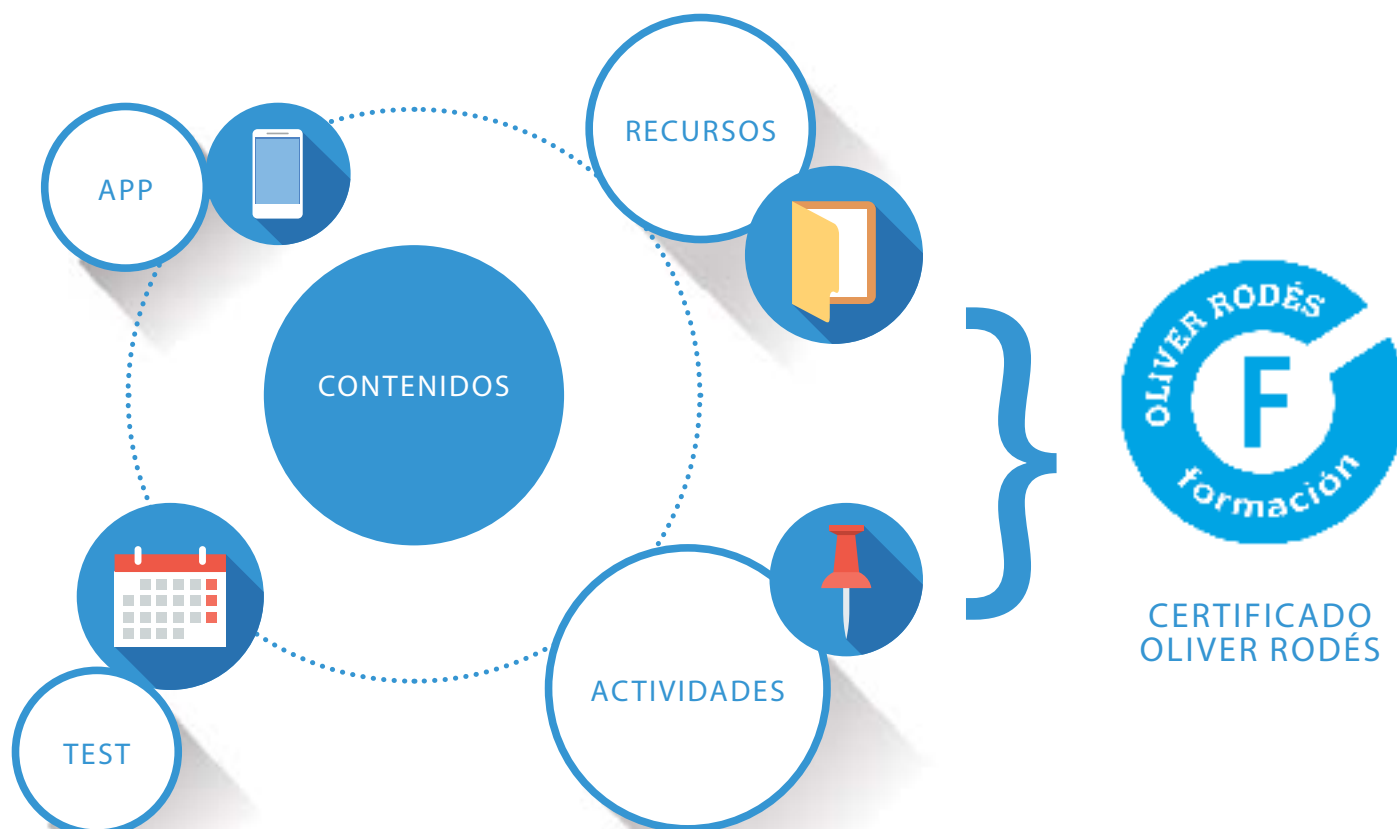 APP
RECURSOS
CONTENIDOS
TEST
ACTIVIDADES
OLIVER RODÉS
F
formación
CERTIFICADO
OLIVER RODÉS